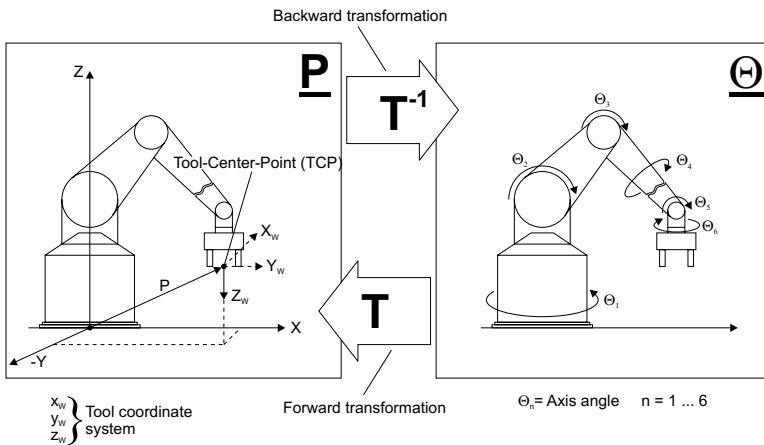 Backward transformation
P
T-1
Θ
Z
Tool-Center-Point (TCP)
Xw
Yw
Zw
P
X
-Y
T
Θ1
Θ2
Θ3
Θ4
Θ5
Θ6
Forward transformation
xw
yw
zw
Tool coordinate
system
Θn= Axis angle n = 1 ... 6